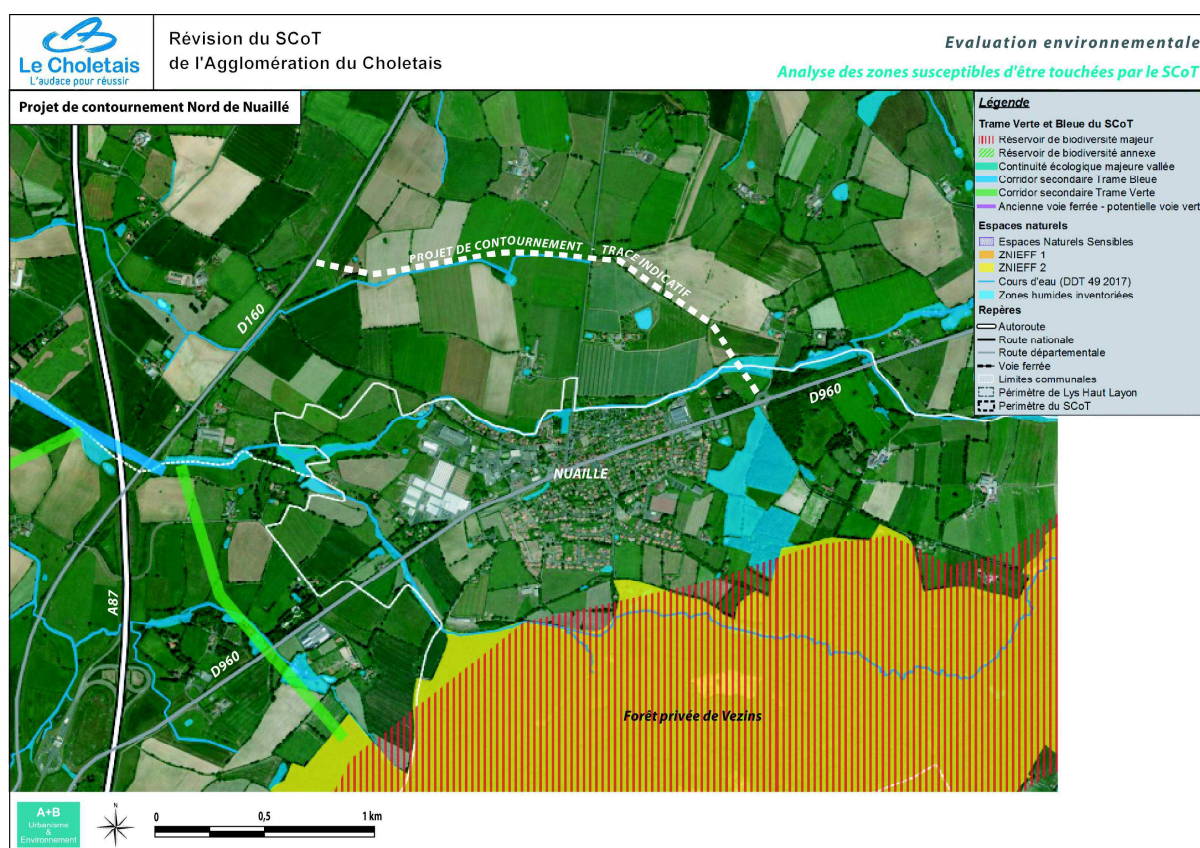 Le Choletais
L'audace pour réussir
Révision du SCoT
de l'Agglomération du Choletais
Evaluation environnementale
Analyse des zones susceptibles d'être touchées par le SCoT
Projet de contournement Nord de Nuaillé
Légende
Trame Verte et Bleue du SCoT
Réservoir de biodiversité majeur
Réservoir de biodiversité annexe
Continuité écologique majeure vallée
Corridor secondaire Trame Bleue
Corridor secondaire Trame Verte
Ancienne voie ferrée - potentielle voie vert
Espaces naturels
Espaces Naturels Sensibles
ZNIEFF 1
ZNIEFF 2
Cours d'eau (DDT 49 2017)
Zones humides inventoriées
Repères
Autoroute
Route nationale
Route départementale
Voie ferrée
Limites communales
Périmètre de Lys Haut Layon
Perimètre du SCoT
PROJET DE CONTOURNEMENT - TRACE INDICATIF
D160
D960
NUAILLE
A87
D960
Forêt privée de Vezins
A+B
Urbanisme
&
Environnement
N
0 0,5 1 km